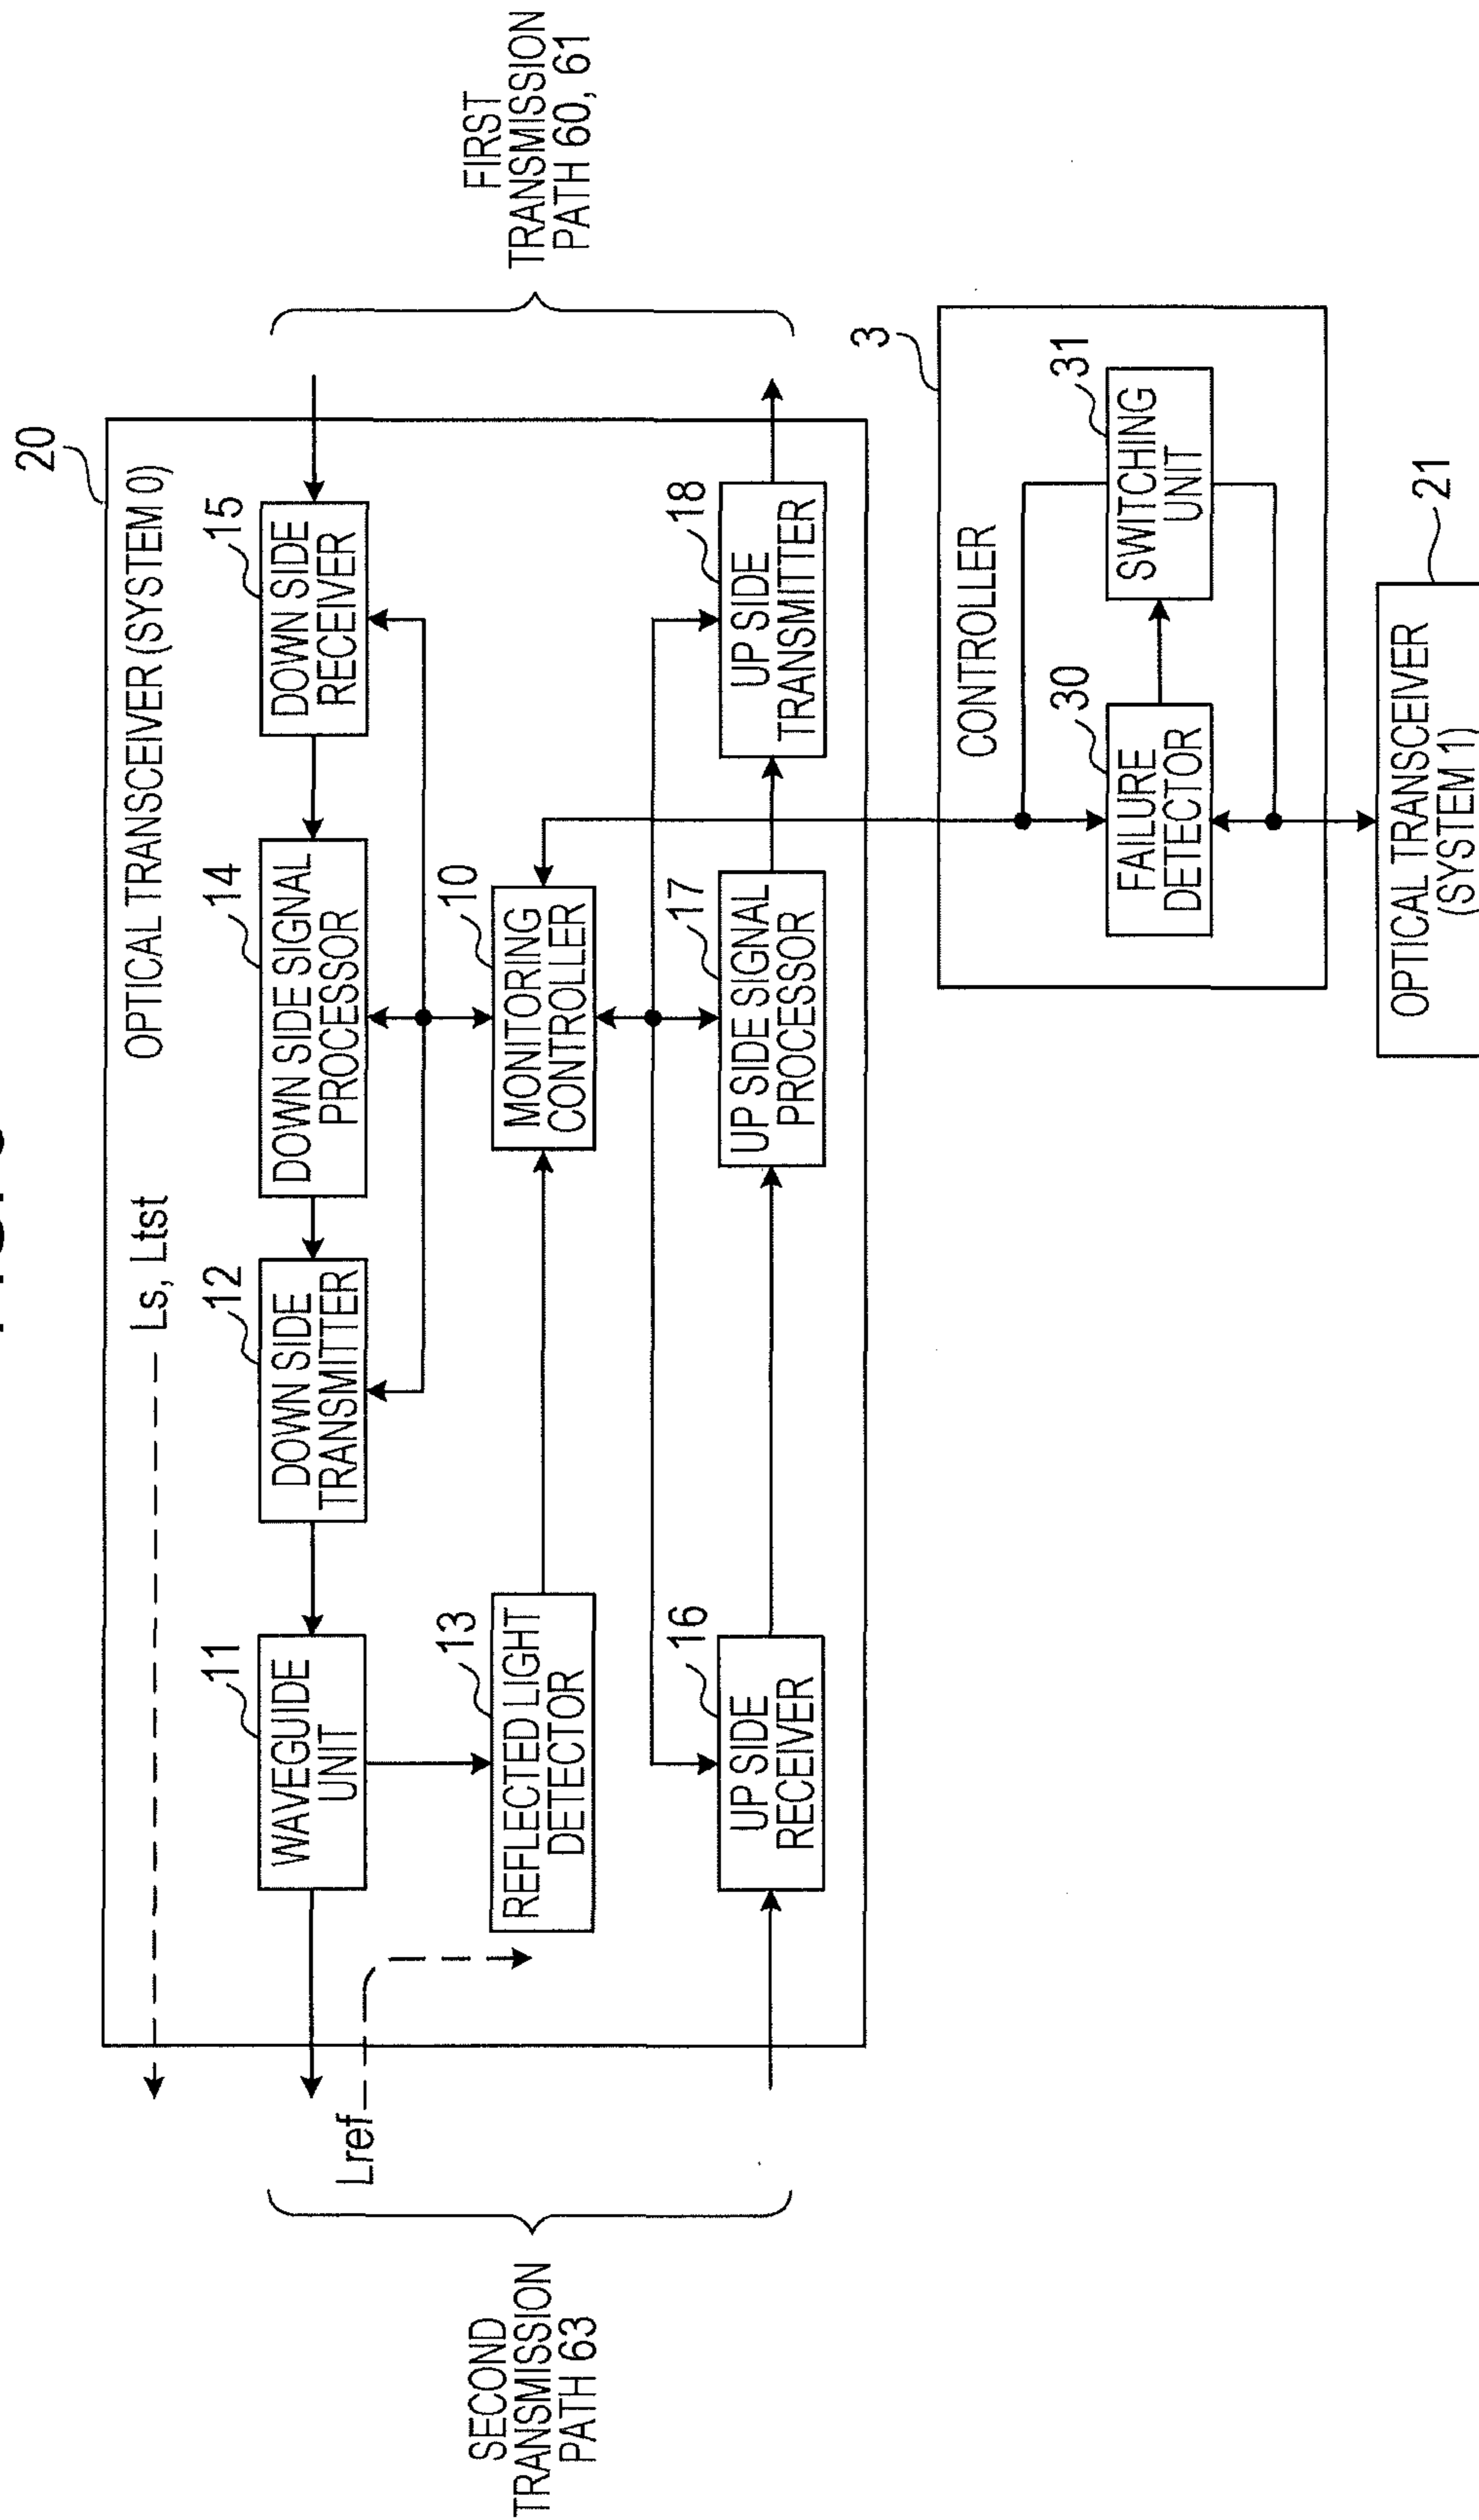 20
OPTICAL TRANSCEIVER (SYSTEM 0)
Ls, Ltst
11
WAVEGUIDE
UNIT
12
DOWN SIDE
TRANSMITTER
14
DOWN SIDE SIGNAL
PROCESSOR
15
DOWN SIDE
RECEIVER
Lref
13
REFLECTED LIGHT
DETECTOR
10
MONITORING
CONTROLLER
SECOND
TRANSMISSION
PATH 63
FIRST
TRANSMISSION
PATH 60, 61
16
UP SIDE
RECEIVER
17
UP SIDE SIGNAL
PROCESSOR
18
UP SIDE
TRANSMITTER
3
CONTROLLER
30
FAILURE
DETECTOR
31
SWITCHING
UNIT
21
OPTICAL TRANSCEIVER
(SYSTEM 1)